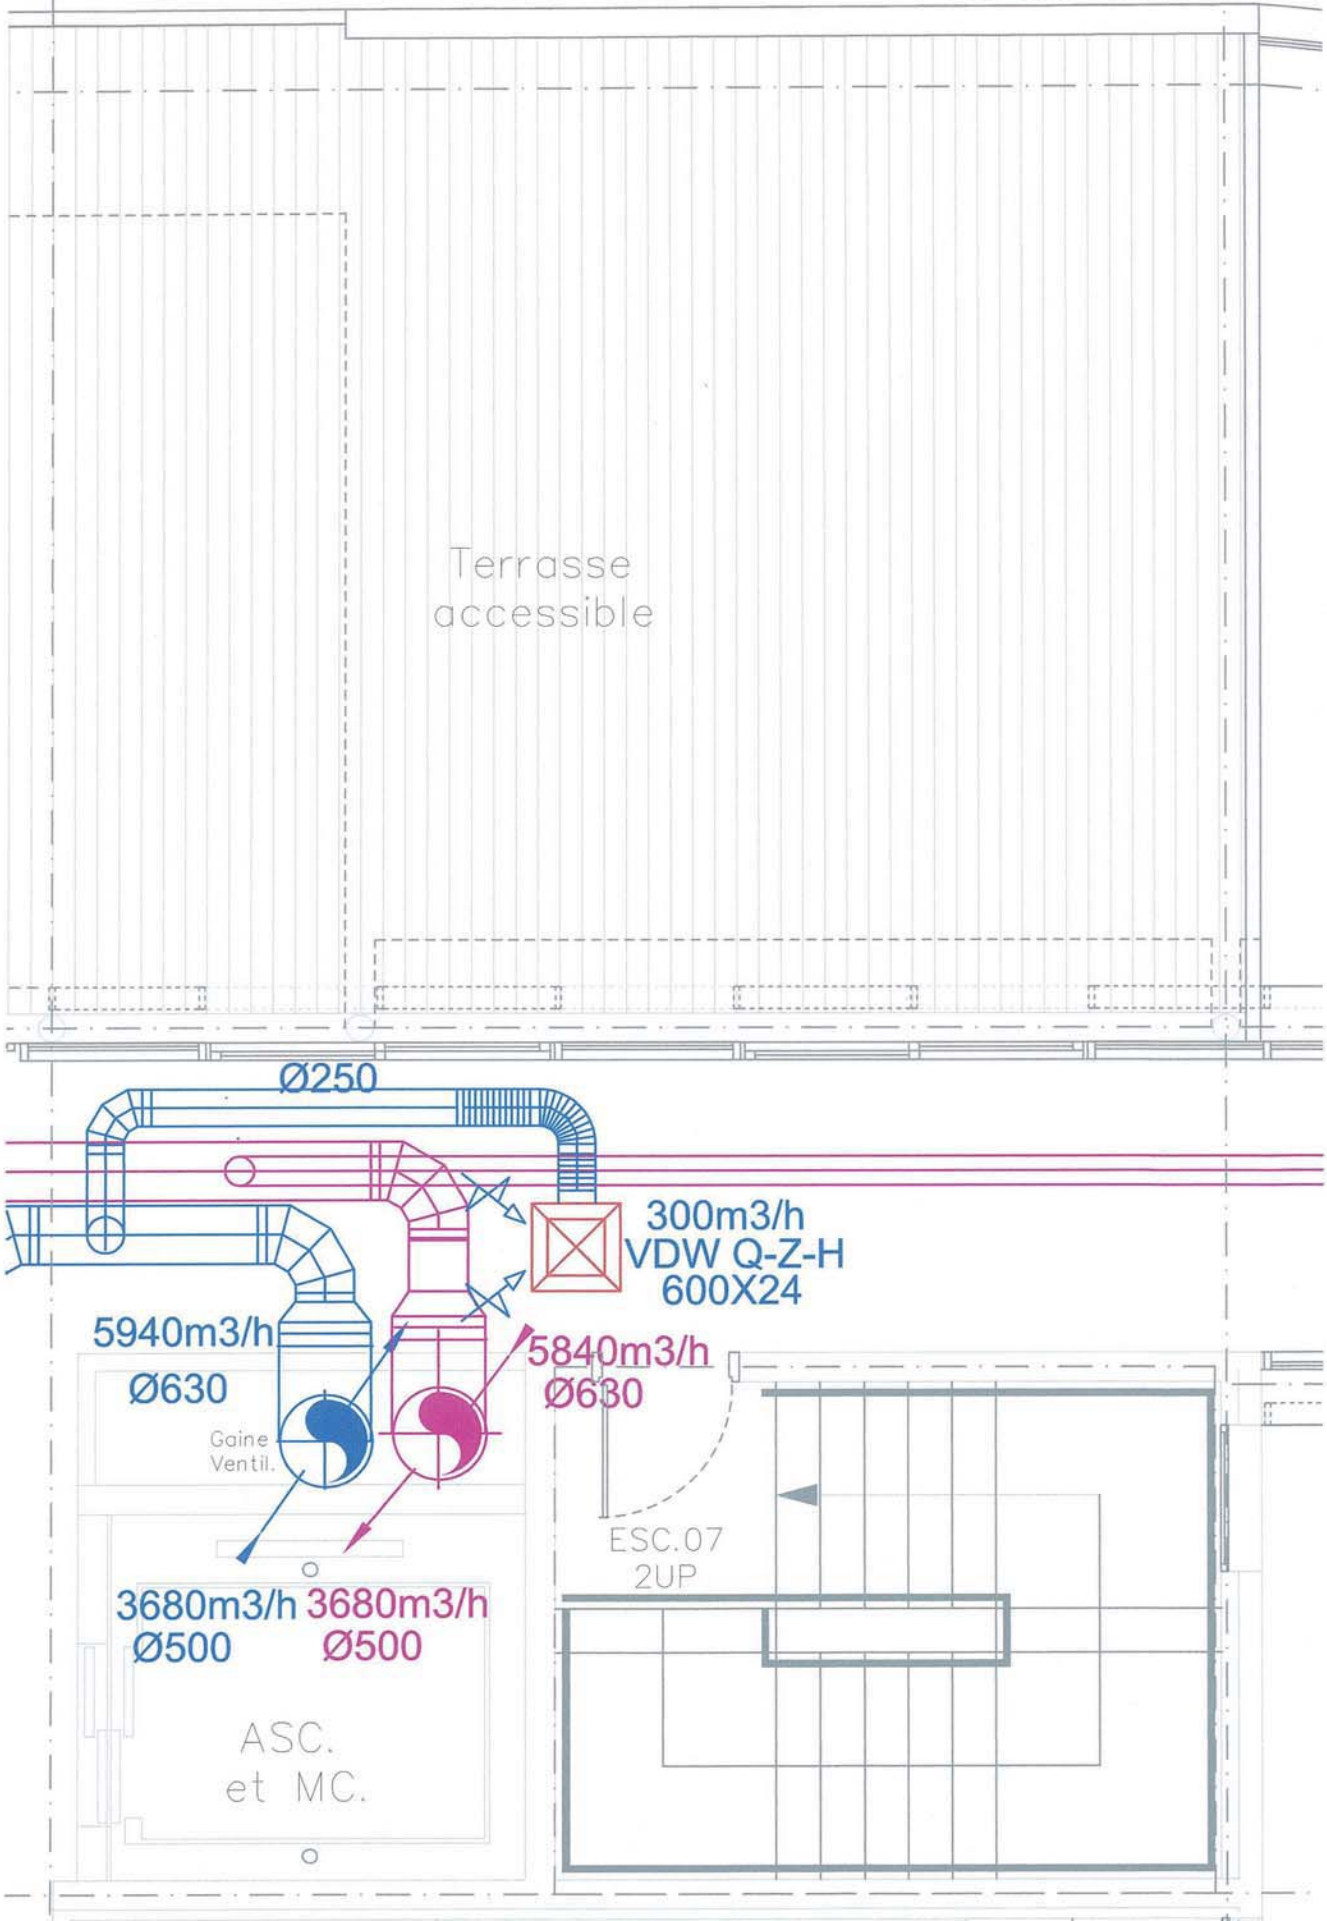 Terrasse
accessible
Ø250
300m3/h
VDW Q-Z-H
600X24
5940m3/h
Ø630
5840m3/h
Ø630
Gaine
Ventil.
ESC.07
2UP
3680m3/h
Ø500
3680m3/h
Ø500
ASC.
et MC.